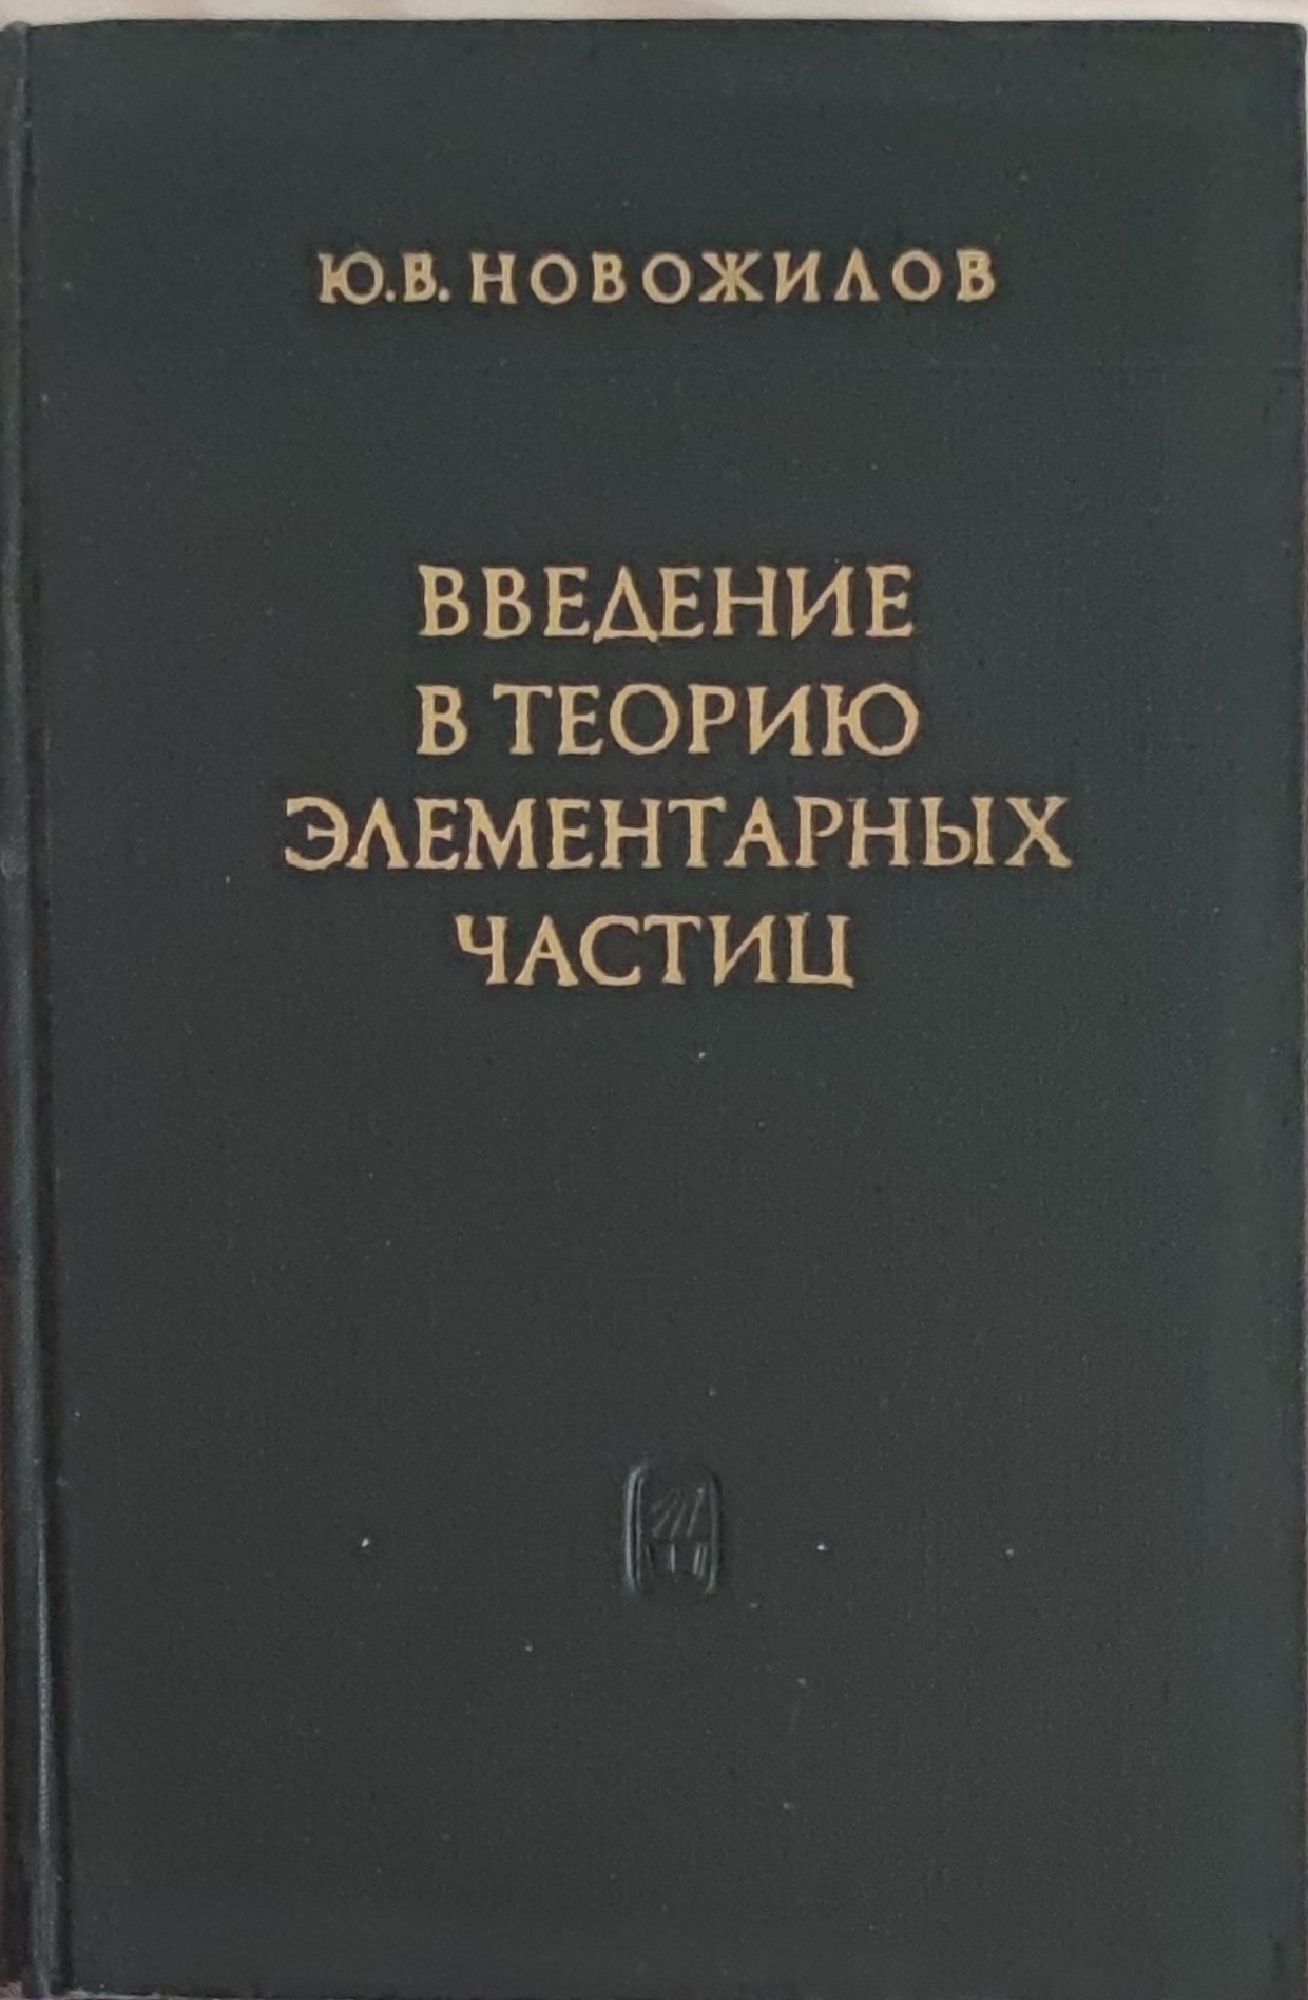 Ю.В. НОВОЖИЛОВ
ВВЕДЕНИЕ
В ТЕОРИЮ
ЭЛЕМЕНТАРНЫХ
ЧАСТИЦ